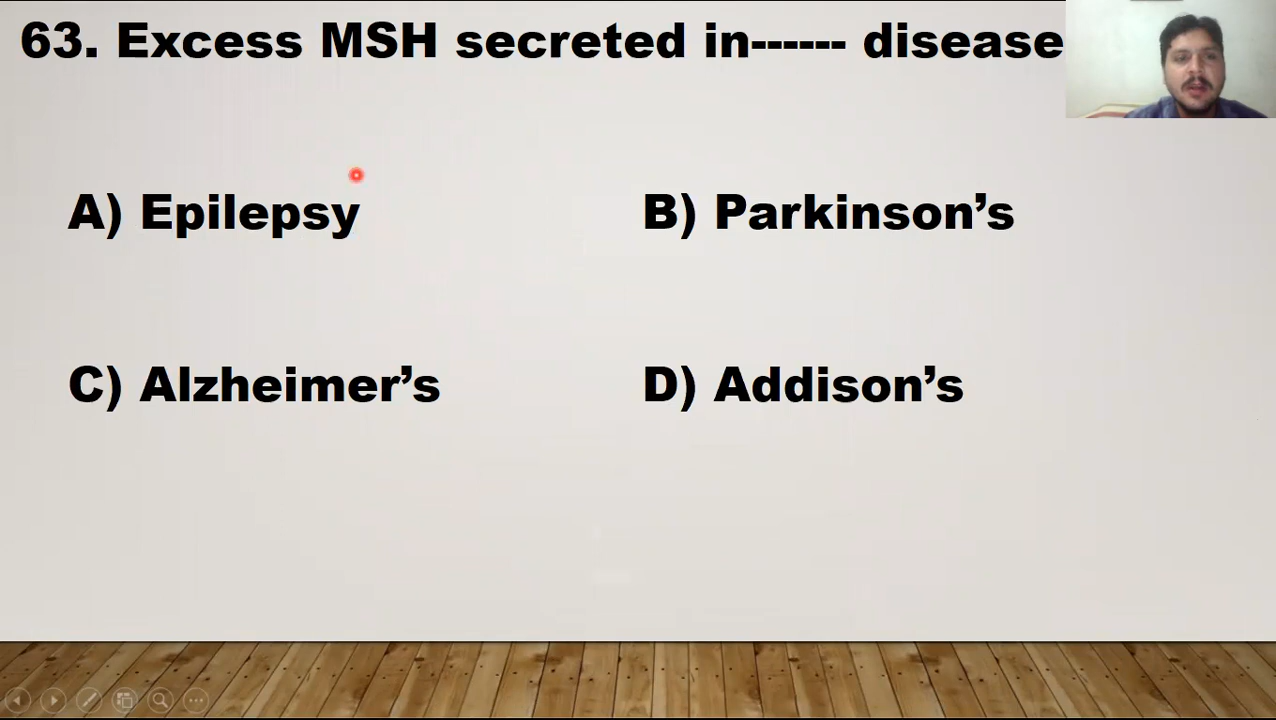 63. Excess MSH secreted in------ disease
A) Epilepsy
B) Parkinson’s
C) Alzheimer’s
D) Addison’s